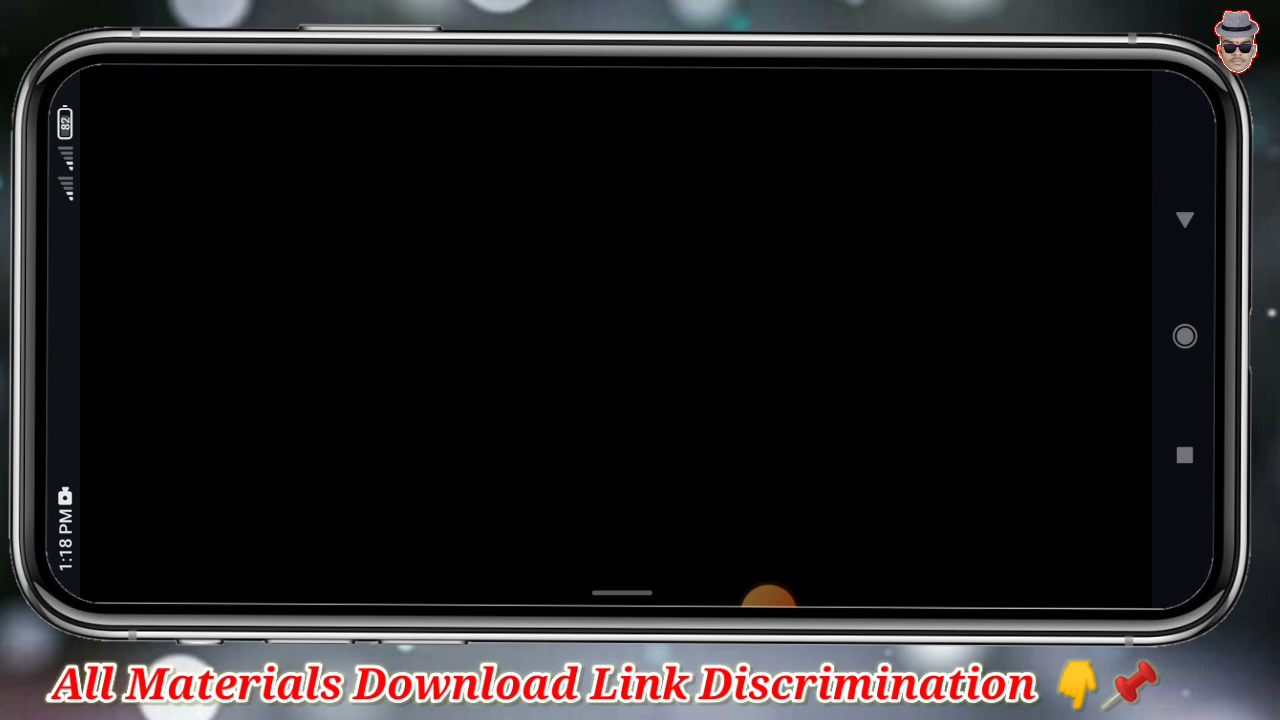 82
1:18 PM
All Materials Download Link Discrimination 👇📌